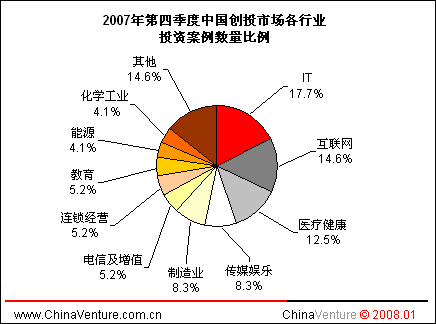 2007年第四季度中国创投市场各行业
投资案例数量比例
IT
17.7%
互联网
14.6%
医疗健康
12.5%
传媒娱乐
8.3%
制造业
8.3%
电信及增值
5.2%
连锁经营
5.2%
教育
5.2%
能源
4.1%
化学工业
4.1%
其他
14.6%
www.ChinaVenture.com.cn
ChinaVenture © 2008.01